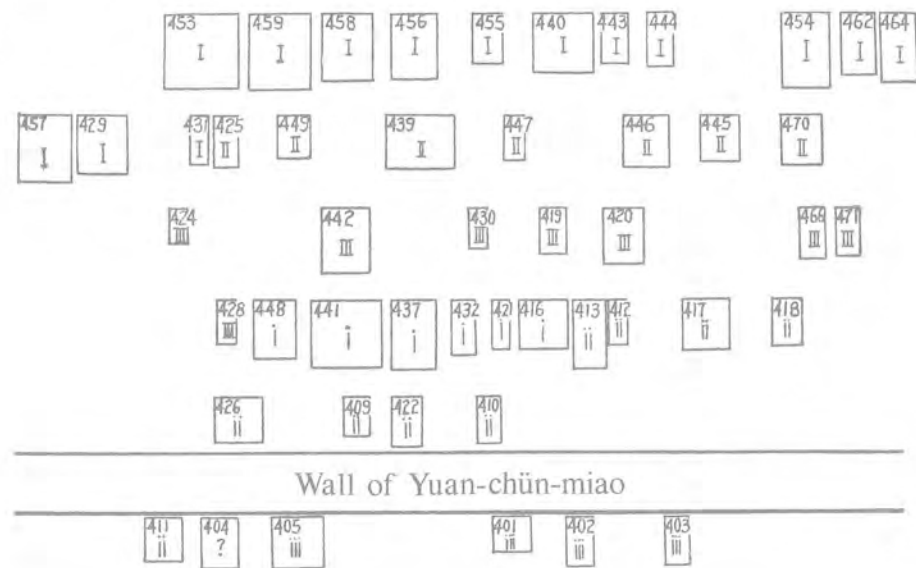 453 459 458 456 455 440 443 444 454 462 464
I I I I I I I I I I I
457 429 431 425 449 439 447 446 445 470
I I I II II II II II II II
424 442 430 419 420 466 471
III III III III III III III
428 448 441 437 432 421 416 413 412 417 418
III i i i i i i ii ii ii ii
426 409 422 410
ii ii ii ii
Wall of Yuan-chün-miao
411 404 405 401 402 403
ii ? iii iii iii iii